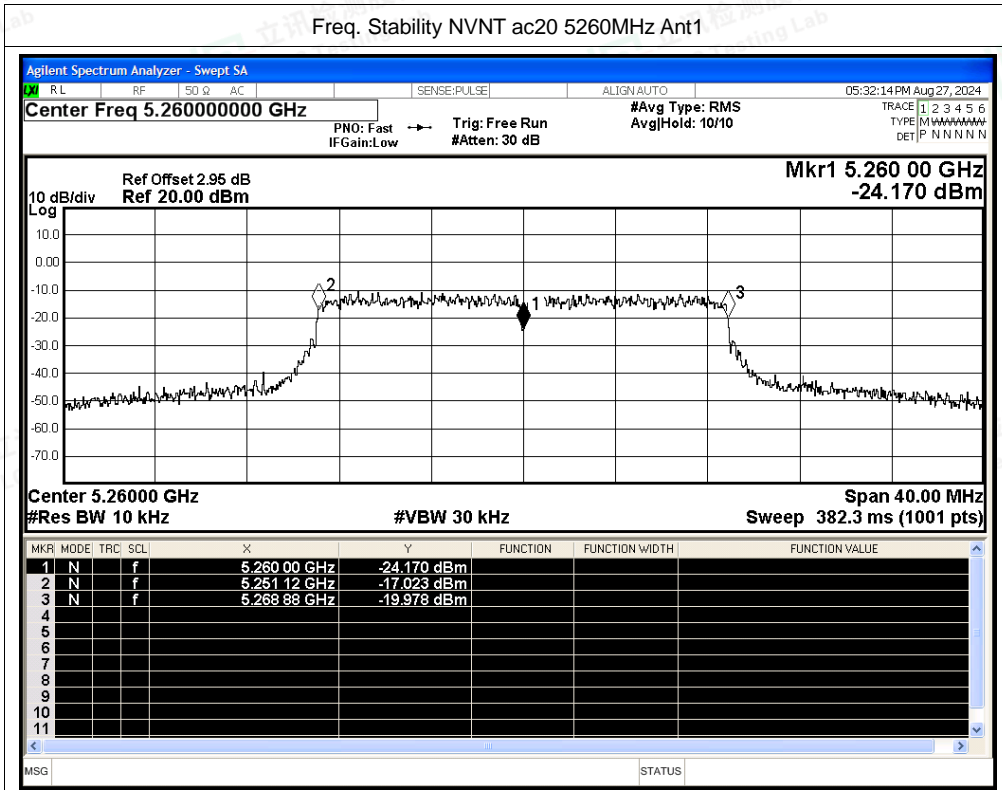 Freq. Stability NVNT ac20 5260MHz Ant1
Agilent Spectrum Analyzer - Swept SA
LXI RL RF 50 Ω AC SENSE:PULSE ALIGN AUTO 05:32:14 PM Aug 27, 2024
Center Freq 5.260000000 GHz
#Avg Type: RMS
TRACE 1 2 3 4 5 6
PNO: Fast Trig: Free Run Avg|Hold: 10/10
TYPE M WWWWW
IFGain:Low #Atten: 30 dB
DET P N N N N N
Mkr1 5.260 00 GHz
Ref Offset 2.95 dB
10 dB/div Ref 20.00 dBm -24.170 dBm
Log
10.0
0.00
-10.0
-20.0
-30.0
-40.0
-50.0
-60.0
-70.0
2
1
3
Center 5.26000 GHz Span 40.00 MHz
#Res BW 10 kHz #VBW 30 kHz Sweep 382.3 ms (1001 pts)
MKR MODE TRC SCL X Y FUNCTION FUNCTION WIDTH FUNCTION VALUE
1 N f 5.260 00 GHz -24.170 dBm
2 N f 5.251 12 GHz -17.023 dBm
3 N f 5.268 88 GHz -19.978 dBm
4
5
6
7
8
9
10
11
MSG STATUS